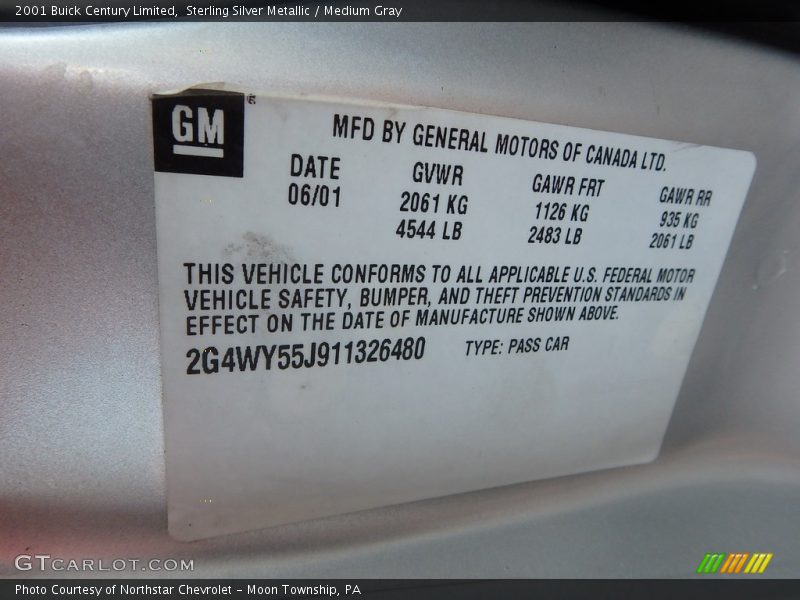 2001 Buick Century Limited, Sterling Silver Metallic / Medium Gray
GM
MFD BY GENERAL MOTORS OF CANADA LTD.
DATE GVWR GAWR FRT GAWR RR
06/01 2061 KG 1126 KG 935 KG
4544 LB 2483 LB 2061 LB
THIS VEHICLE CONFORMS TO ALL APPLICABLE U.S. FEDERAL MOTOR
VEHICLE SAFETY, BUMPER, AND THEFT PREVENTION STANDARDS IN
EFFECT ON THE DATE OF MANUFACTURE SHOWN ABOVE.
2G4WY55J911326480 TYPE: PASS CAR
GTCARLOT.COM
Photo Courtesy of Northstar Chevrolet - Moon Township, PA